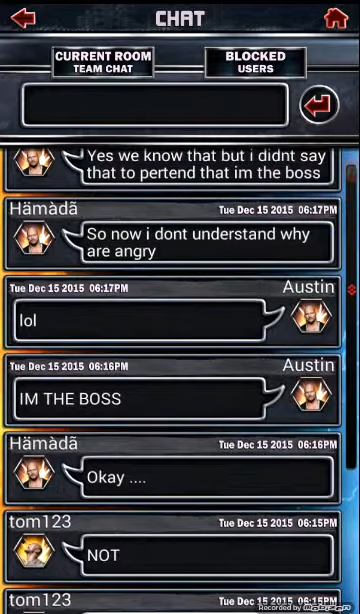 CHAT
CURRENT ROOM
TEAM CHAT
BLOCKED
USERS
Yes we know that but i didnt say
that to pertend that im the boss
Hämàdã
Tue Dec 15 2015 06:17PM
So now i dont understand why
are angry
Tue Dec 15 2015 06:17PM
Austin
lol
Tue Dec 15 2015 06:16PM
Austin
IM THE BOSS
Hämàdã
Tue Dec 15 2015 06:16PM
Okay ....
tom123
Tue Dec 15 2015 06:15PM
NOT
tom123
Tue Dec 15 2015 06:15PM
Recorded by